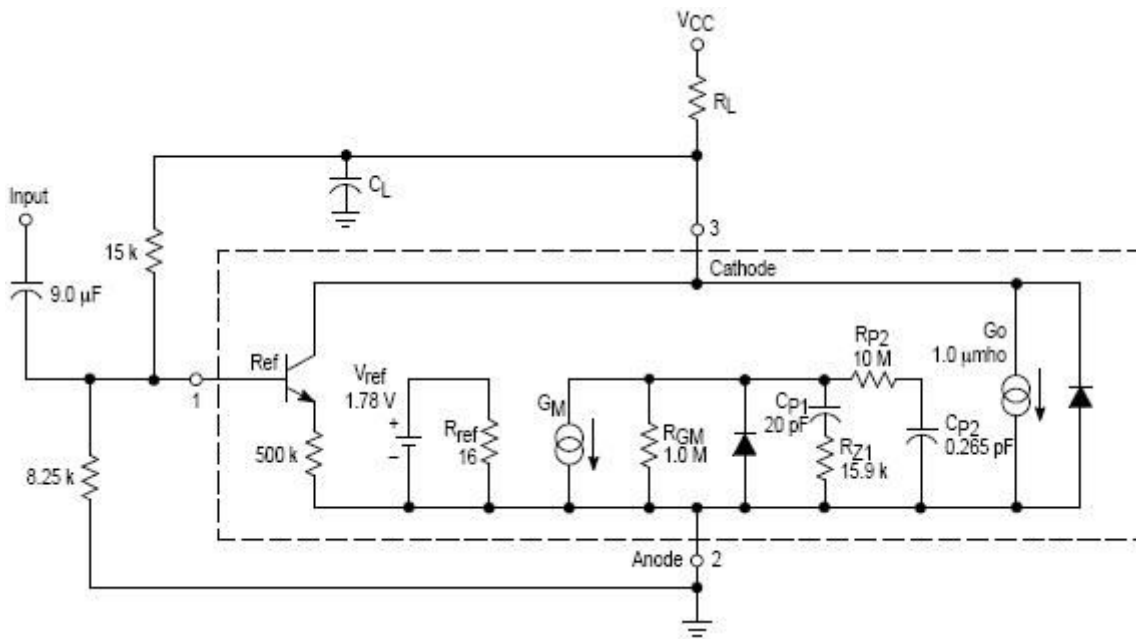 VCC
RL
CL
Input
15 k
3
9.0 μF
Cathode
Ref
1
Vref
1.78 V
+
–
Rref
16
500 k
GM
RGM
1.0 M
RP2
10 M
CP1
20 pF
RZ1
15.9 k
CP2
0.265 pF
Go
1.0 μmho
8.25 k
Anode
2